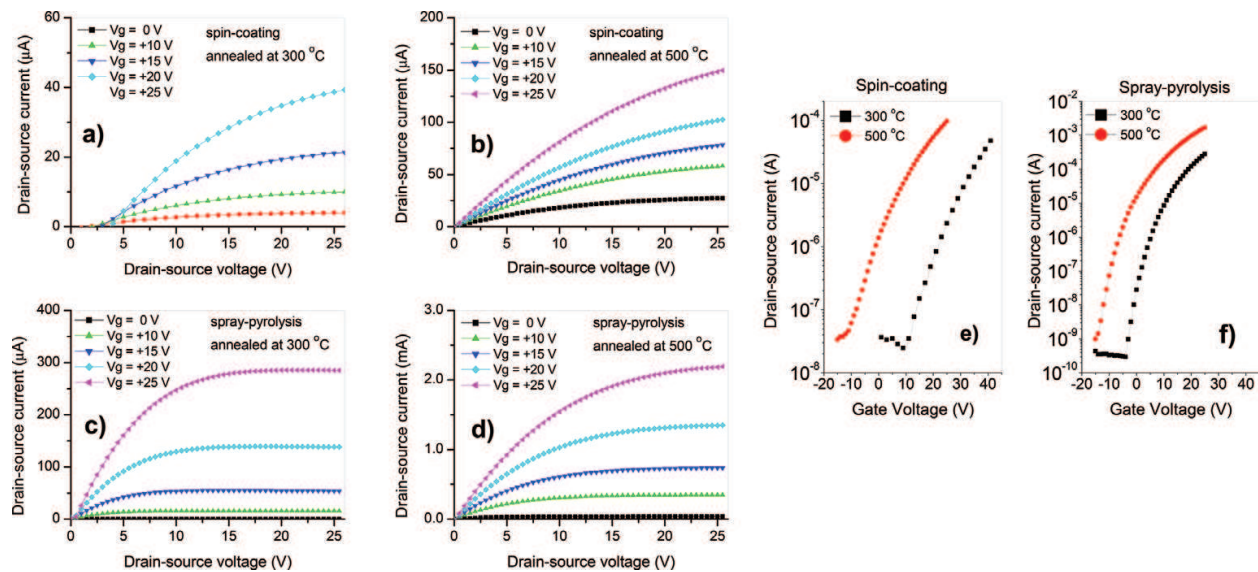 60
40
20
0
Drain-source current (µA)
Vg = 0 V
Vg = +10 V
Vg = +15 V
Vg = +20 V
Vg = +25 V
spin-coating
annealed at 300 °C
a)
0 5 10 15 20 25
Drain-source voltage (V)
200
150
100
50
0
Drain-source current (µA)
Vg = 0 V
Vg = +10 V
Vg = +15 V
Vg = +20 V
Vg = +25 V
spin-coating
annealed at 500 °C
b)
0 5 10 15 20 25
Drain-source voltage (V)
400
300
200
100
0
Drain-source current (µA)
Vg = 0 V
Vg = +10 V
Vg = +15 V
Vg = +20 V
Vg = +25 V
spray-pyrolysis
annealed at 300 °C
c)
0 5 10 15 20 25
Drain-source voltage (V)
3.0
2.0
1.0
0.0
Drain-source current (mA)
Vg = 0 V
Vg = +10 V
Vg = +15 V
Vg = +20 V
Vg = +25 V
spray-pyrolysis
annealed at 500 °C
d)
0 5 10 15 20 25
Drain-source voltage (V)
Spin-coating
10⁻⁴
10⁻⁵
10⁻⁶
10⁻⁷
10⁻⁸
Drain-source current (A)
300 °C
500 °C
e)
-20 -10 0 10 20 30 40
Gate Voltage (V)
Spray-pyrolysis
10⁻²
10⁻³
10⁻⁴
10⁻⁵
10⁻⁶
10⁻⁷
10⁻⁸
10⁻⁹
10⁻¹⁰
Drain-source current (A)
300 °C
500 °C
f)
-20 -10 0 10 20 30 40
Gate Voltage (V)